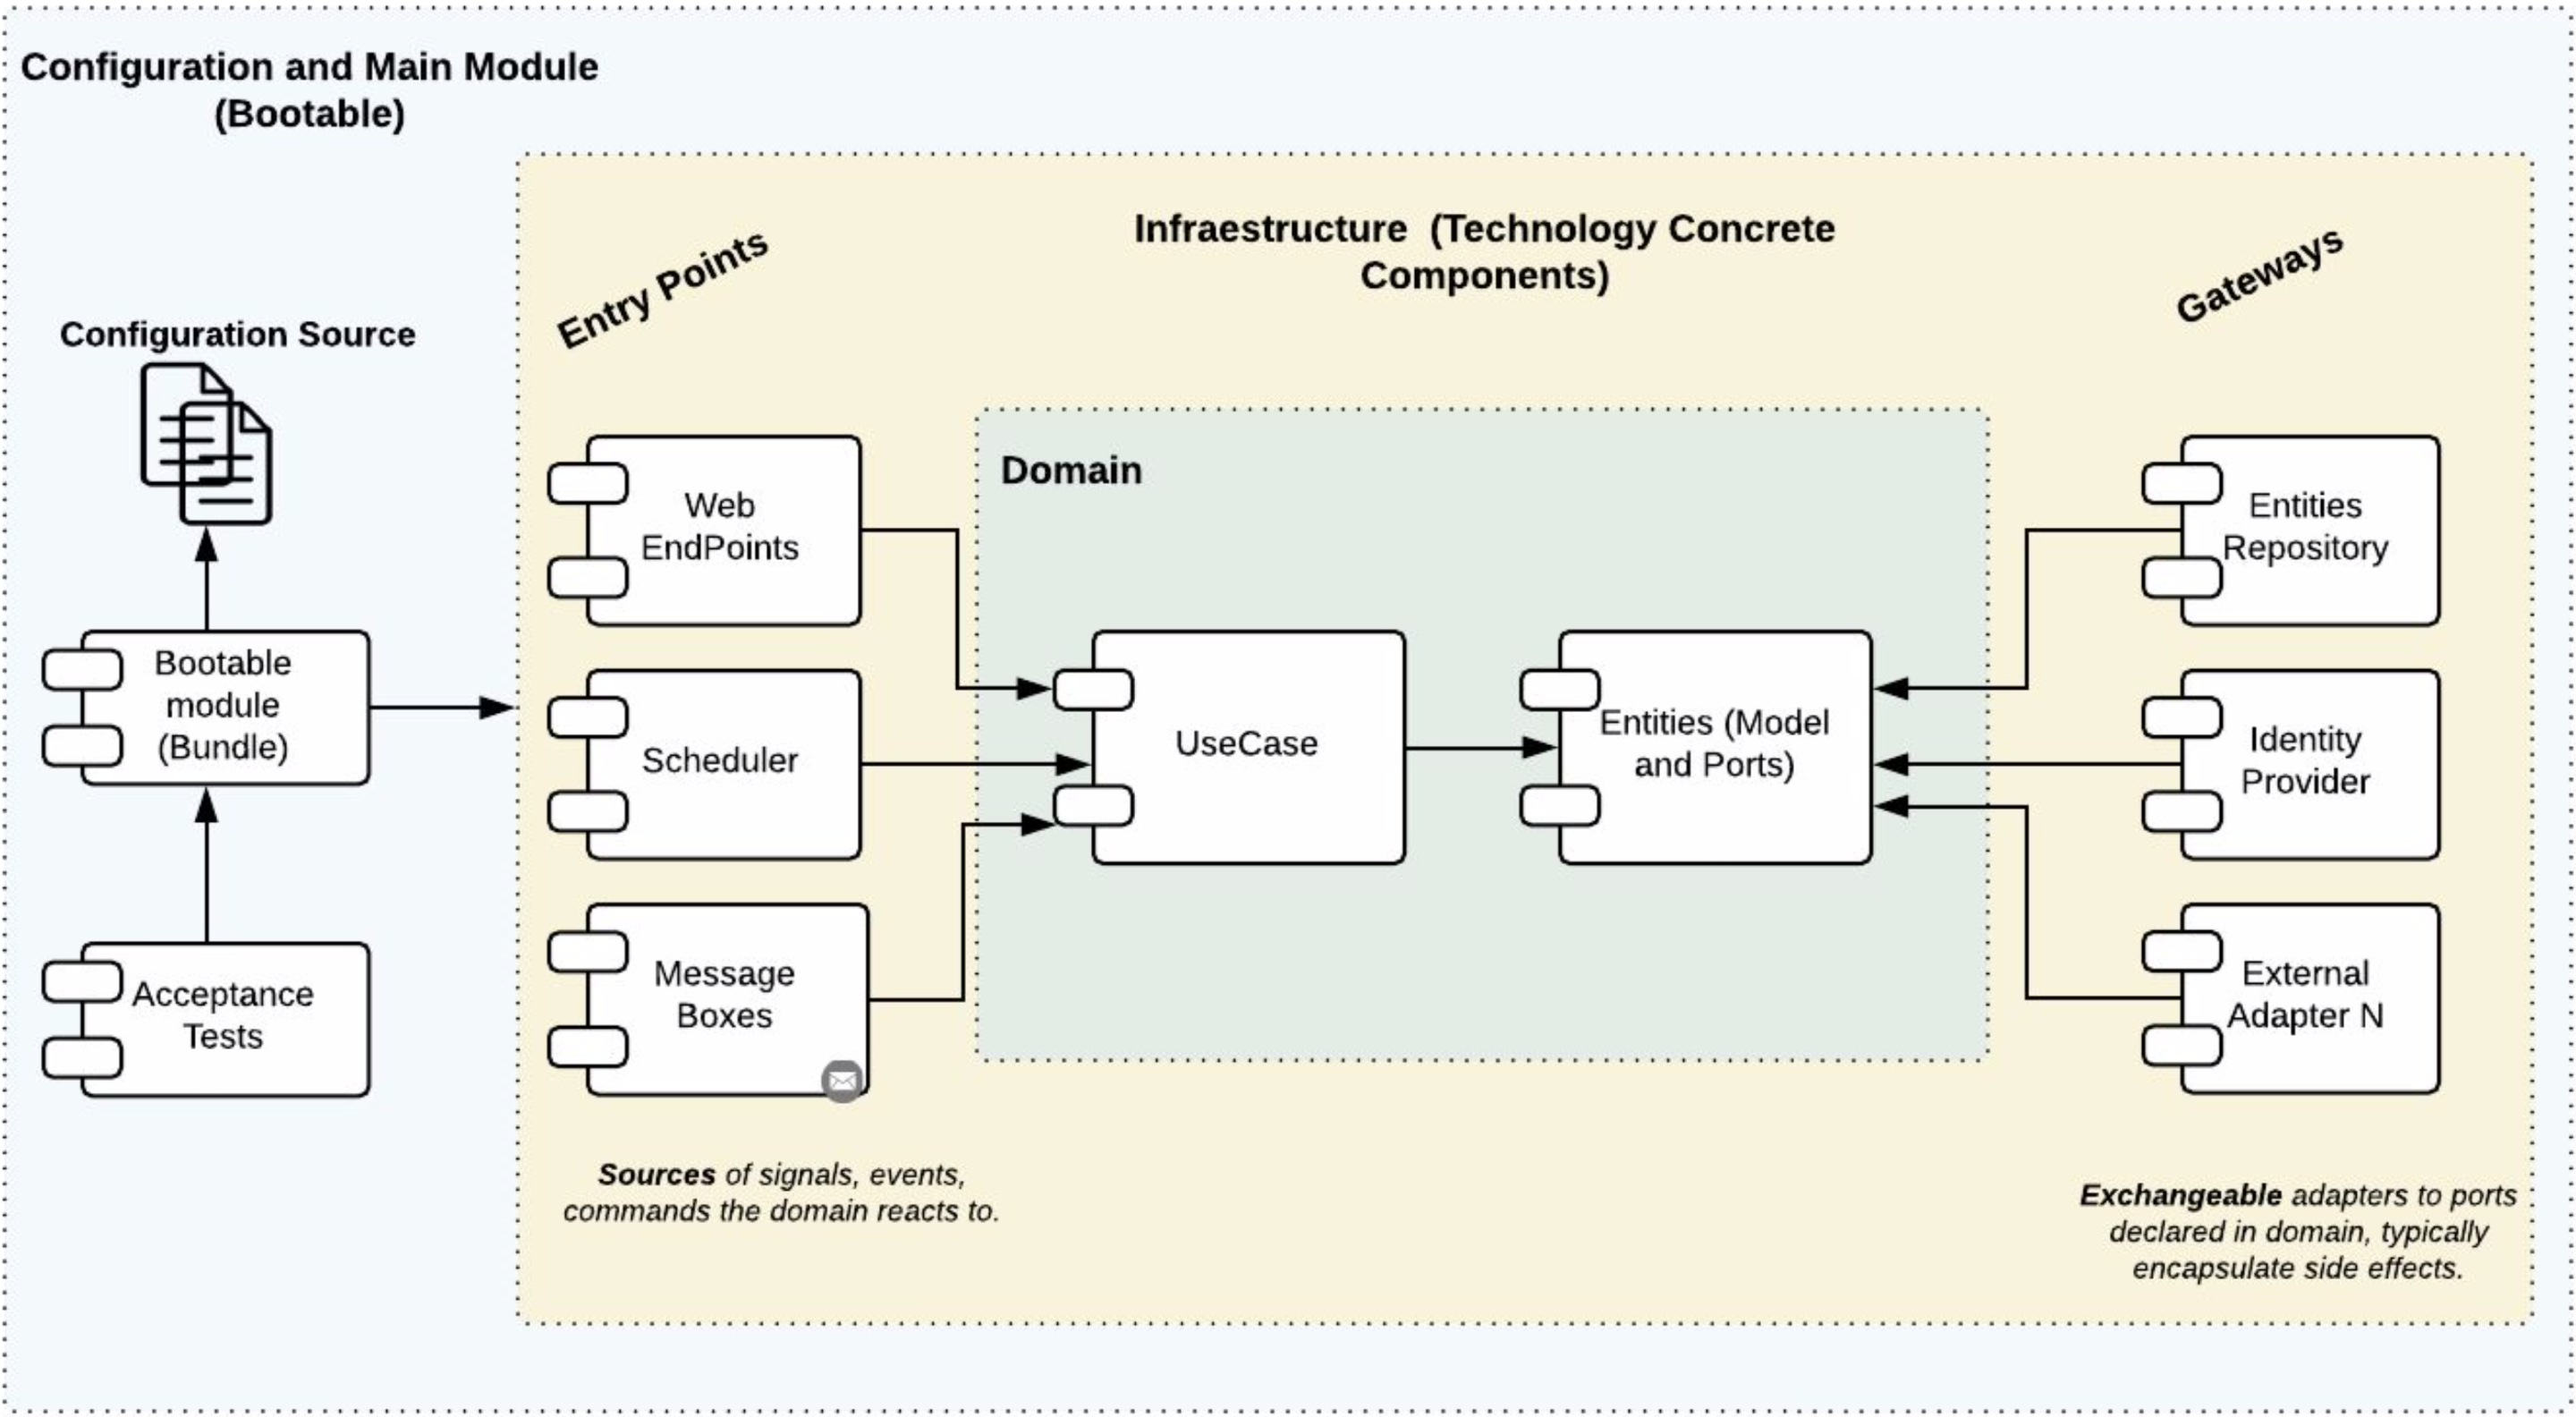 Configuration and Main Module
(Bootable)
Infraestructure (Technology Concrete
Components)
Entry Points
Gateways
Configuration Source
Domain
Web
EndPoints
Entities
Repository
Bootable
module
(Bundle)
Scheduler
UseCase
Entities (Model
and Ports)
Identity
Provider
Acceptance
Tests
Message
Boxes
External
Adapter N
Sources of signals, events,
commands the domain reacts to.
Exchangeable adapters to ports
declared in domain, typically
encapsulate side effects.